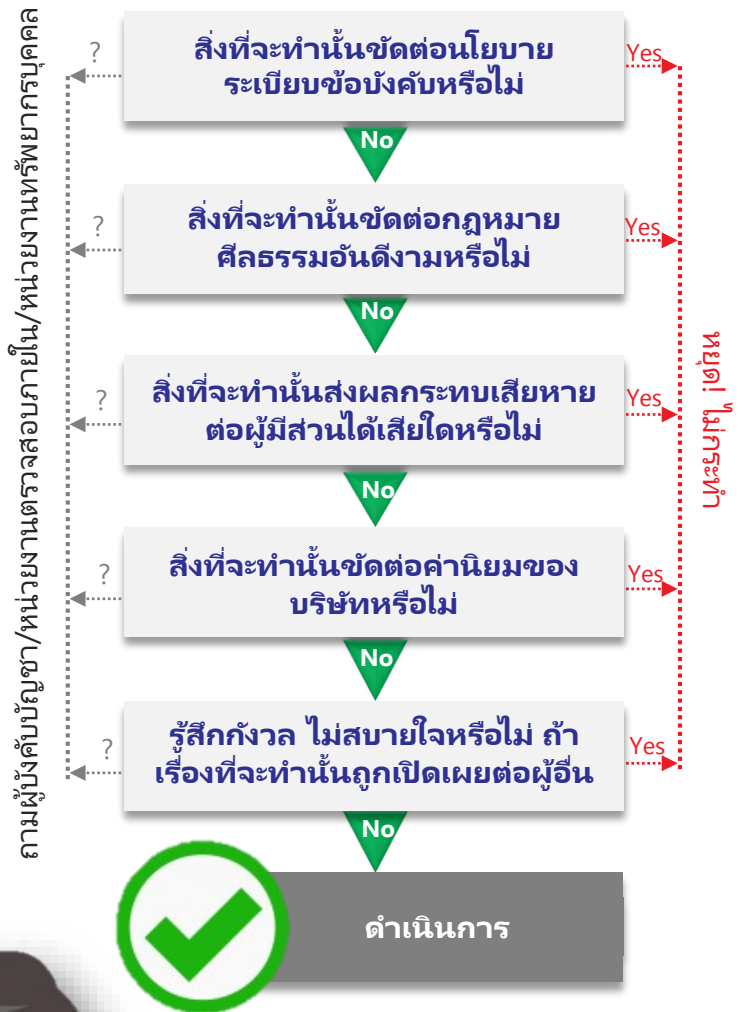 ถามผู้บังคับบัญชา/หน่วยงานตรวจสอบภายใน/หน่วยงานทรัพยากรบุคคล
?
สิ่งที่จะทำนั้นขัดต่อนโยบาย
ระเบียบข้อบังคับหรือไม่
Yes
No
?
สิ่งที่จะทำนั้นขัดต่อกฎหมาย
ศีลธรรมอันดีงามหรือไม่
Yes
No
?
สิ่งที่จะทำนั้นส่งผลกระทบเสียหาย
ต่อผู้มีส่วนได้เสียใดหรือไม่
Yes
No
?
สิ่งที่จะทำนั้นขัดต่อค่านิยมของ
บริษัทหรือไม่
Yes
No
?
รู้สึกกังวล ไม่สบายใจหรือไม่ ถ้า
เรื่องที่จะทำนั้นถูกเปิดเผยต่อผู้อื่น
Yes
No
ดำเนินการ
หยุด! ไม่กระทำ